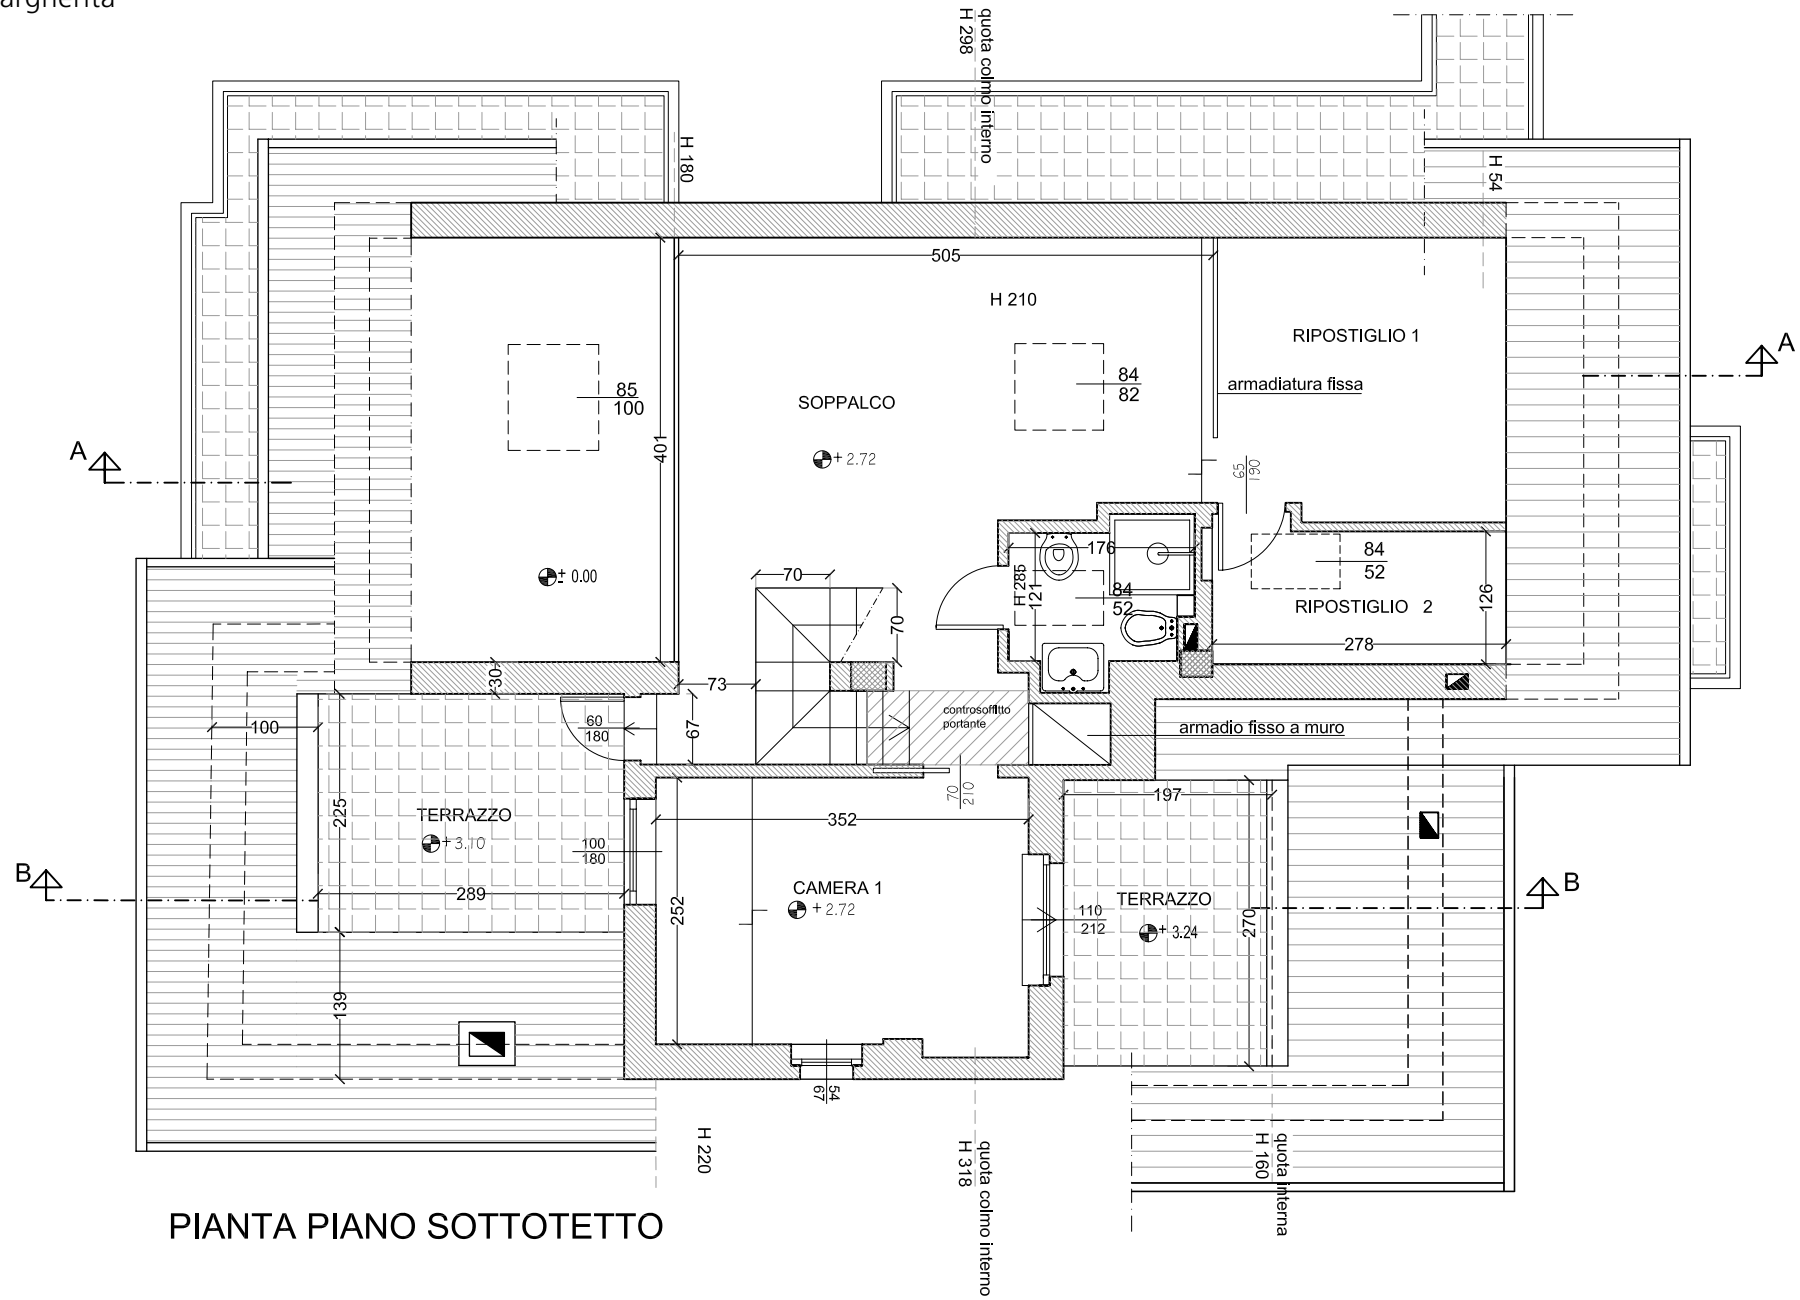 argherita
quota colmo interno
H 298
H 180
H 54
505
H 210
RIPOSTIGLIO 1
A
armadiatura fissa
84
82
85
100
SOPPALCO
401
A
+ 2.72
65
190
176
84
52
± 0.00
70
H 285
121
84
52
RIPOSTIGLIO 2
126
70
278
30
73
controsoffitto
portante
67
60
180
100
armadio fisso a muro
70
210
197
225
TERRAZZO
+ 3.10
352
100
180
B
289
CAMERA 1
+ 2.72
252
110
212
TERRAZZO
+ 3.24
270
B
139
54
67
H 220
quota colmo interno
H 318
quota interna
H 160
PIANTA PIANO SOTTOTETTO